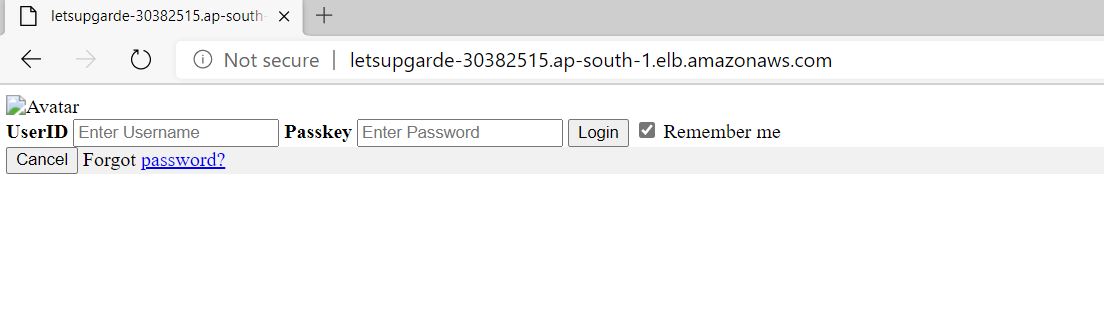 letsupgarde-30382515.ap-south-
Not secure | letsupgarde-30382515.ap-south-1.elb.amazonaws.com
Avatar
UserID Enter Username Passkey Enter Password Login Remember me
Cancel Forgot password?